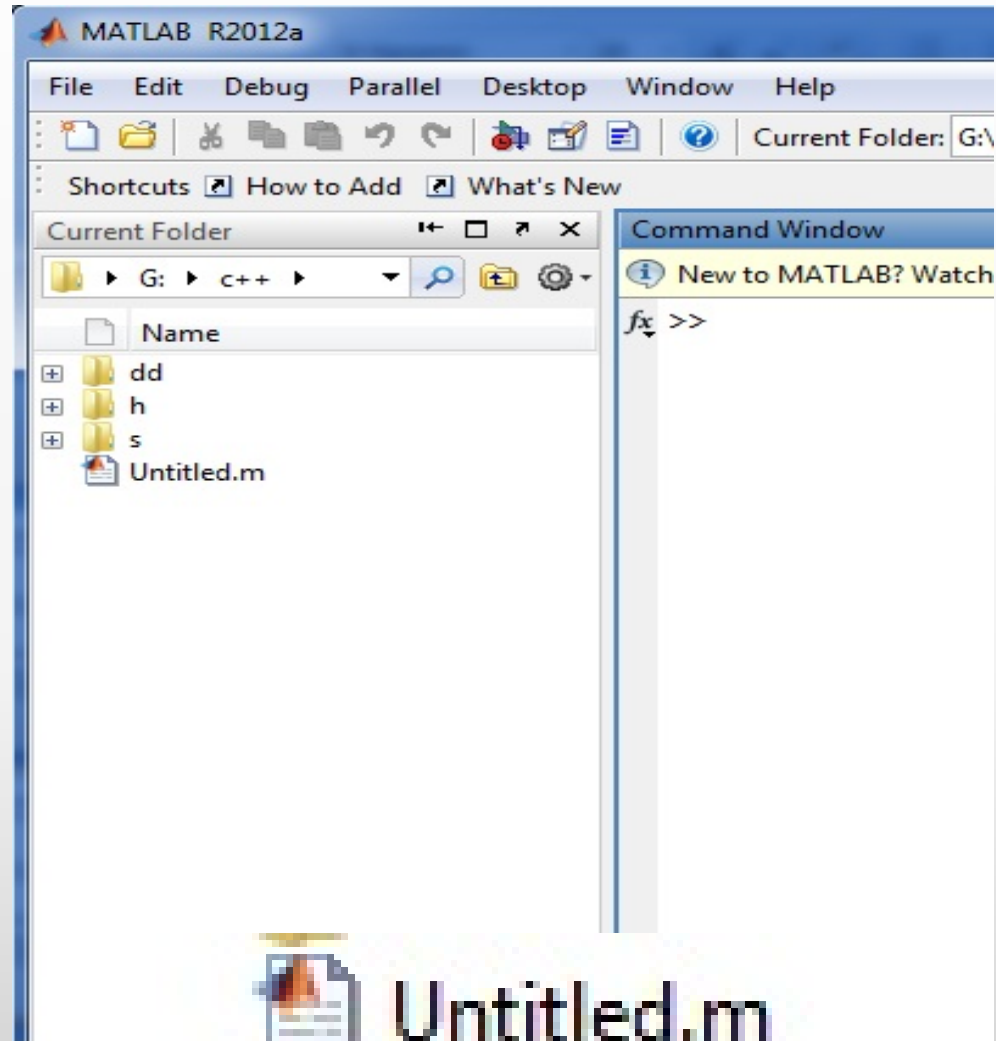 MATLAB R2012a
File Edit Debug Parallel Desktop Window Help
Current Folder: G:\
Shortcuts How to Add What's New
Current Folder
G: c++
Name
dd
h
s
Untitled.m
Command Window
New to MATLAB? Watch
fx >>
Untitled.m